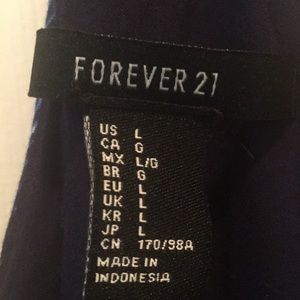 FOREVER 21
US L
CA G
MX L/G
BR G
EU L
UK L
KR L
JP L
CN 170/98A
MADE IN
INDONESIA